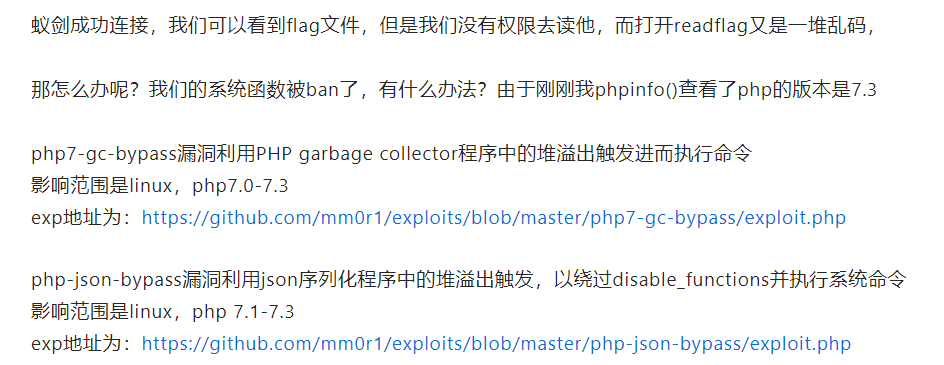 蚁剑成功连接，我们可以看到flag文件，但是我们没有权限去读他，而打开readflag又是一堆乱码，
那怎么办呢？我们的系统函数被ban了，有什么办法？由于刚刚我phpinfo()查看了php的版本是7.3
php7-gc-bypass漏洞利用PHP garbage collector程序中的堆溢出触发进而执行命令
影响范围是linux，php7.0-7.3
exp地址为：https://github.com/mm0r1/exploits/blob/master/php7-gc-bypass/exploit.php
php-json-bypass漏洞利用json序列化程序中的堆溢出触发，以绕过disable_functions并执行系统命令
影响范围是linux，php 7.1-7.3
exp地址为：https://github.com/mm0r1/exploits/blob/master/php-json-bypass/exploit.php